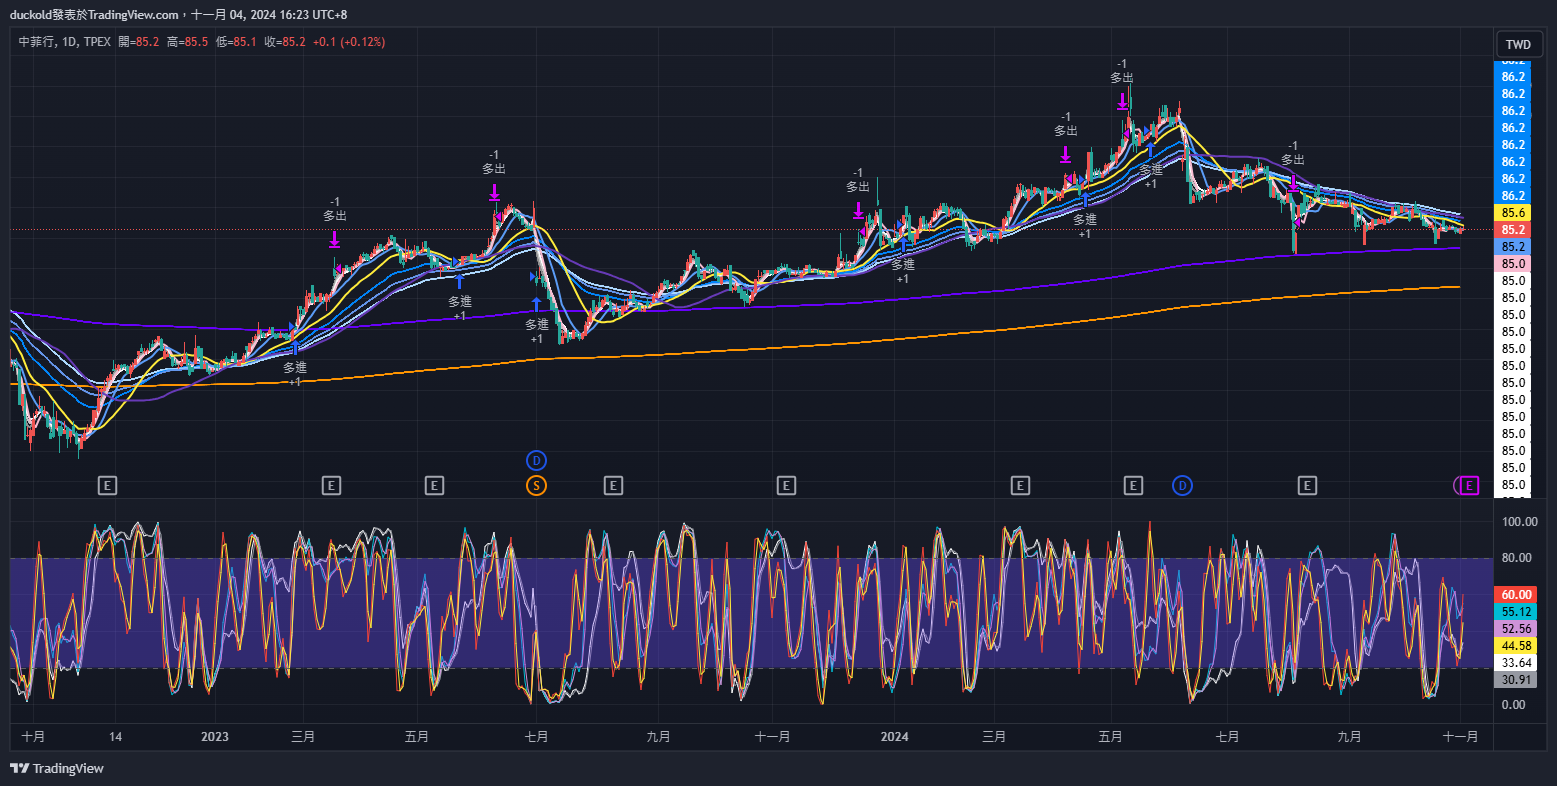 duckold發表於TradingView.com，十一月 04, 2024 16:23 UTC+8
中菲行, 1D, TPEX 開=85.2 高=85.5 低=85.1 收=85.2 +0.1 (+0.12%)
TWD
86.2
86.2
86.2
86.2
86.2
86.2
86.2
86.2
86.2
85.6
85.2
85.2
85.0
85.0
85.0
85.0
85.0
85.0
85.0
85.0
85.0
85.0
85.0
85.0
85.0
85.0
-1
多出
-1
多出
-1
多出
-1
多出
-1
多出
-1
多出
多進
+1
多進
+1
多進
+1
多進
+1
多進
+1
多進
+1
D
D
E
E
E
S
E
E
E
E
E
E
100.00
80.00
60.00
55.12
52.56
44.58
33.64
30.91
0.00
十月 14 2023 三月 五月 七月 九月 十一月 2024 三月 五月 七月 九月 十一月
TradingView